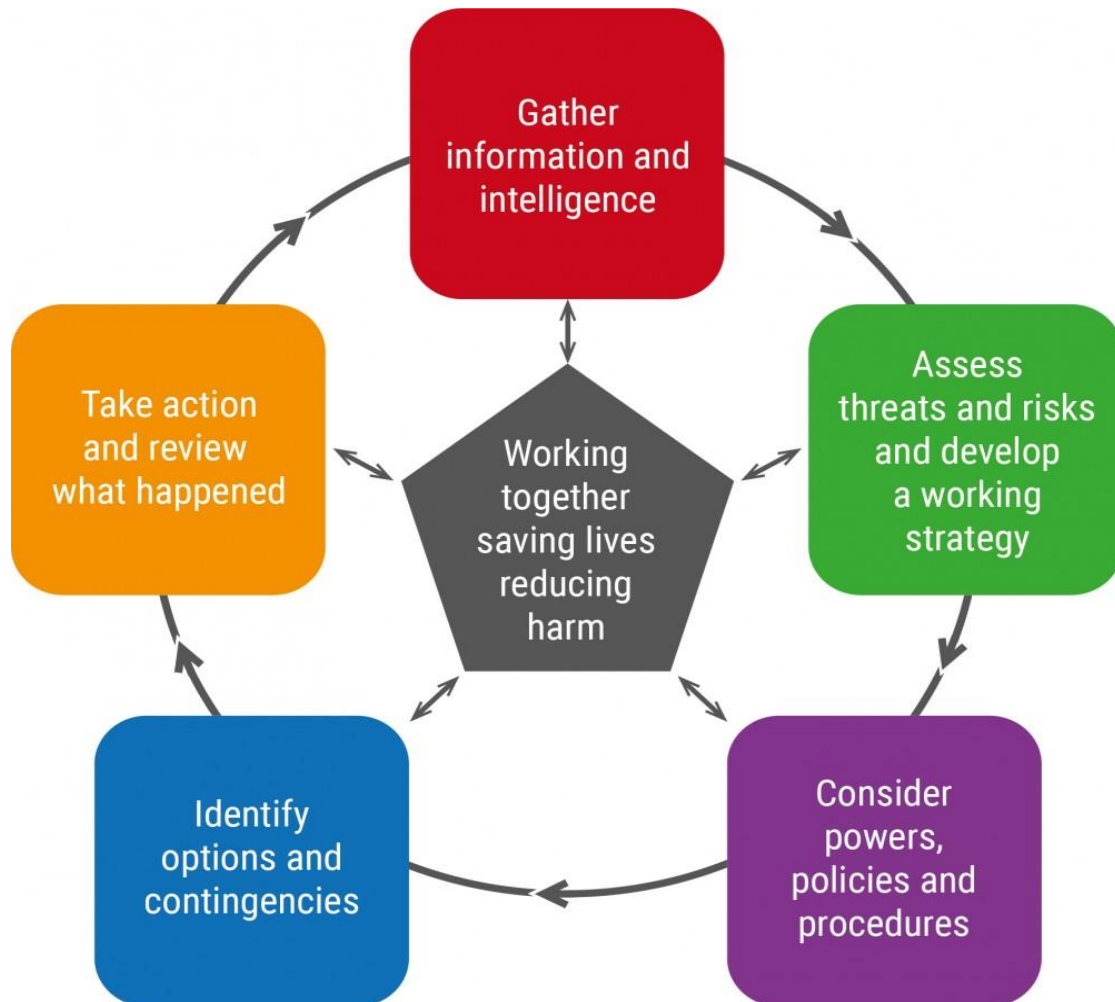 Gather
information and
intelligence
Assess
threats and risks
and develop
a working
strategy
Consider
powers,
policies and
procedures
Identify
options and
contingencies
Take action
and review
what happened
Working
together
saving lives
reducing
harm